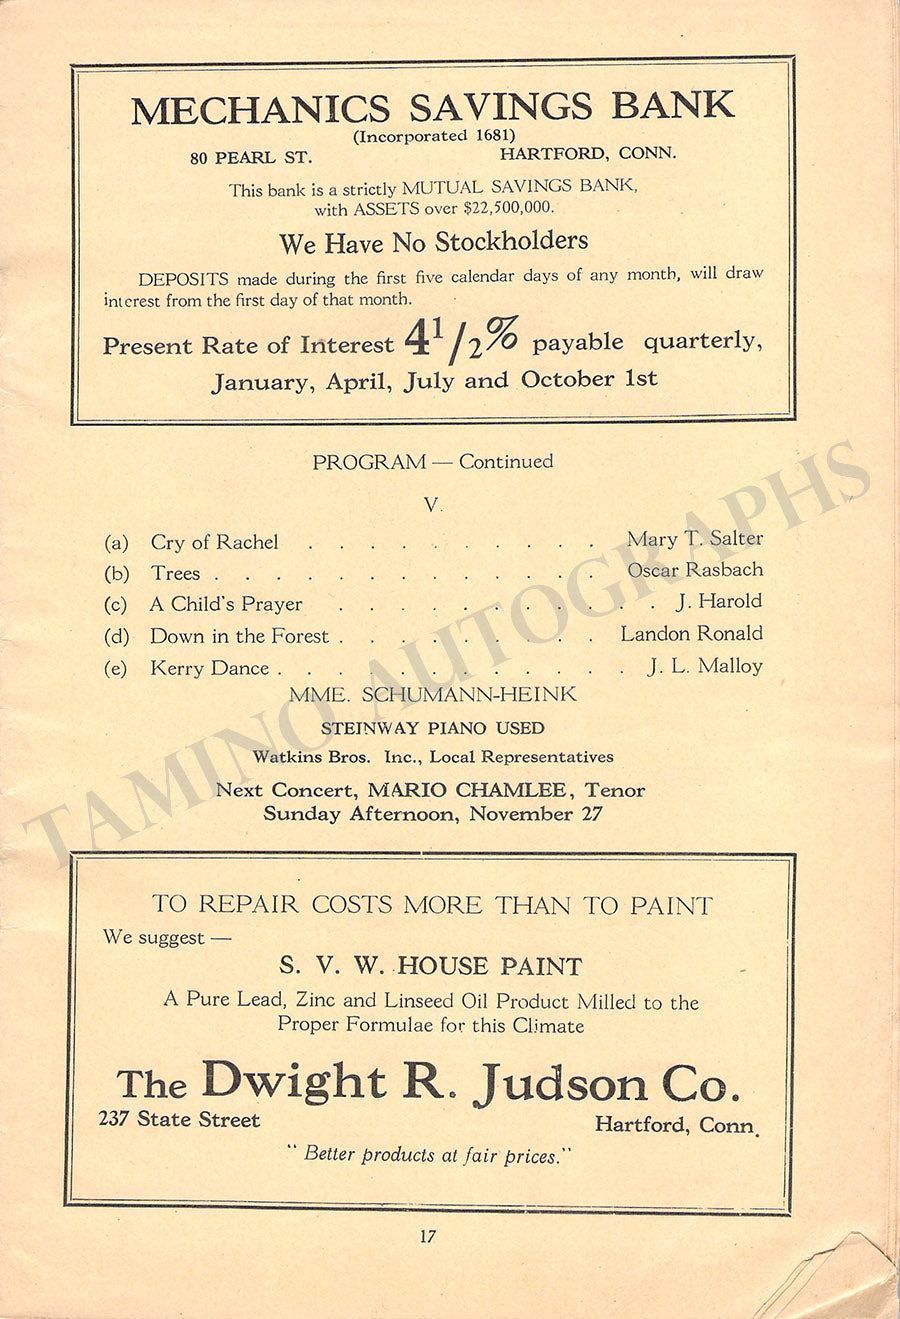 MECHANICS SAVINGS BANK
(Incorporated 1681)
80 PEARL ST. HARTFORD, CONN.
This bank is a strictly MUTUAL SAVINGS BANK,
with ASSETS over $22,500,000.
We Have No Stockholders
DEPOSITS made during the first five calendar days of any month, will draw
interest from the first day of that month.
Present Rate of Interest 4 1/2% payable quarterly,
January, April, July and October 1st
PROGRAM — Continued
V.
(a) Cry of Rachel . . . . . . . . . . Mary T. Salter
(b) Trees . . . . . . . . . . . . . Oscar Rasbach
(c) A Child's Prayer . . . . . . . . . . . J. Harold
(d) Down in the Forest . . . . . . . . . Landon Ronald
(e) Kerry Dance . . . . . . . . . . . . J. L. Malloy
MME. SCHUMANN-HEINK
STEINWAY PIANO USED
Watkins Bros. Inc., Local Representatives
Next Concert, MARIO CHAMLEE, Tenor
Sunday Afternoon, November 27
TAMINO AUTOGRAPHS
TO REPAIR COSTS MORE THAN TO PAINT
We suggest —
S. V. W. HOUSE PAINT
A Pure Lead, Zinc and Linseed Oil Product Milled to the
Proper Formulae for this Climate
The Dwight R. Judson Co.
237 State Street Hartford, Conn.
"Better products at fair prices."
17